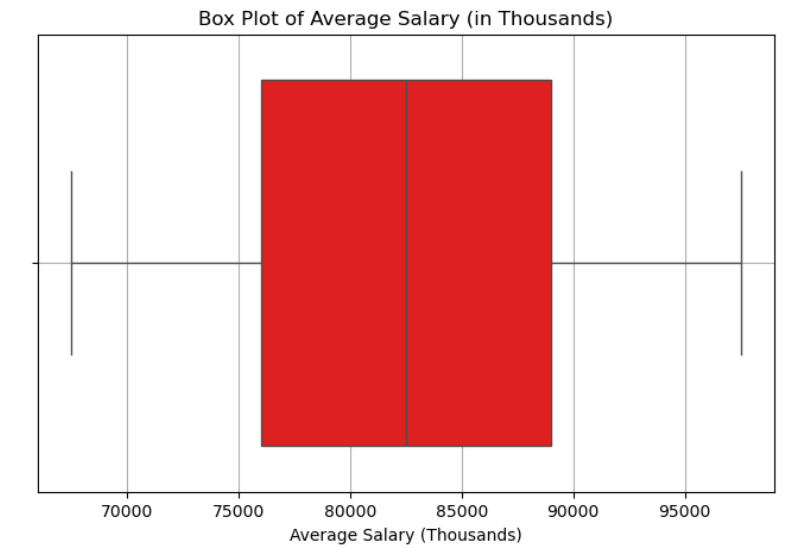 Box Plot of Average Salary (in Thousands)
70000 75000 80000 85000 90000 95000
Average Salary (Thousands)